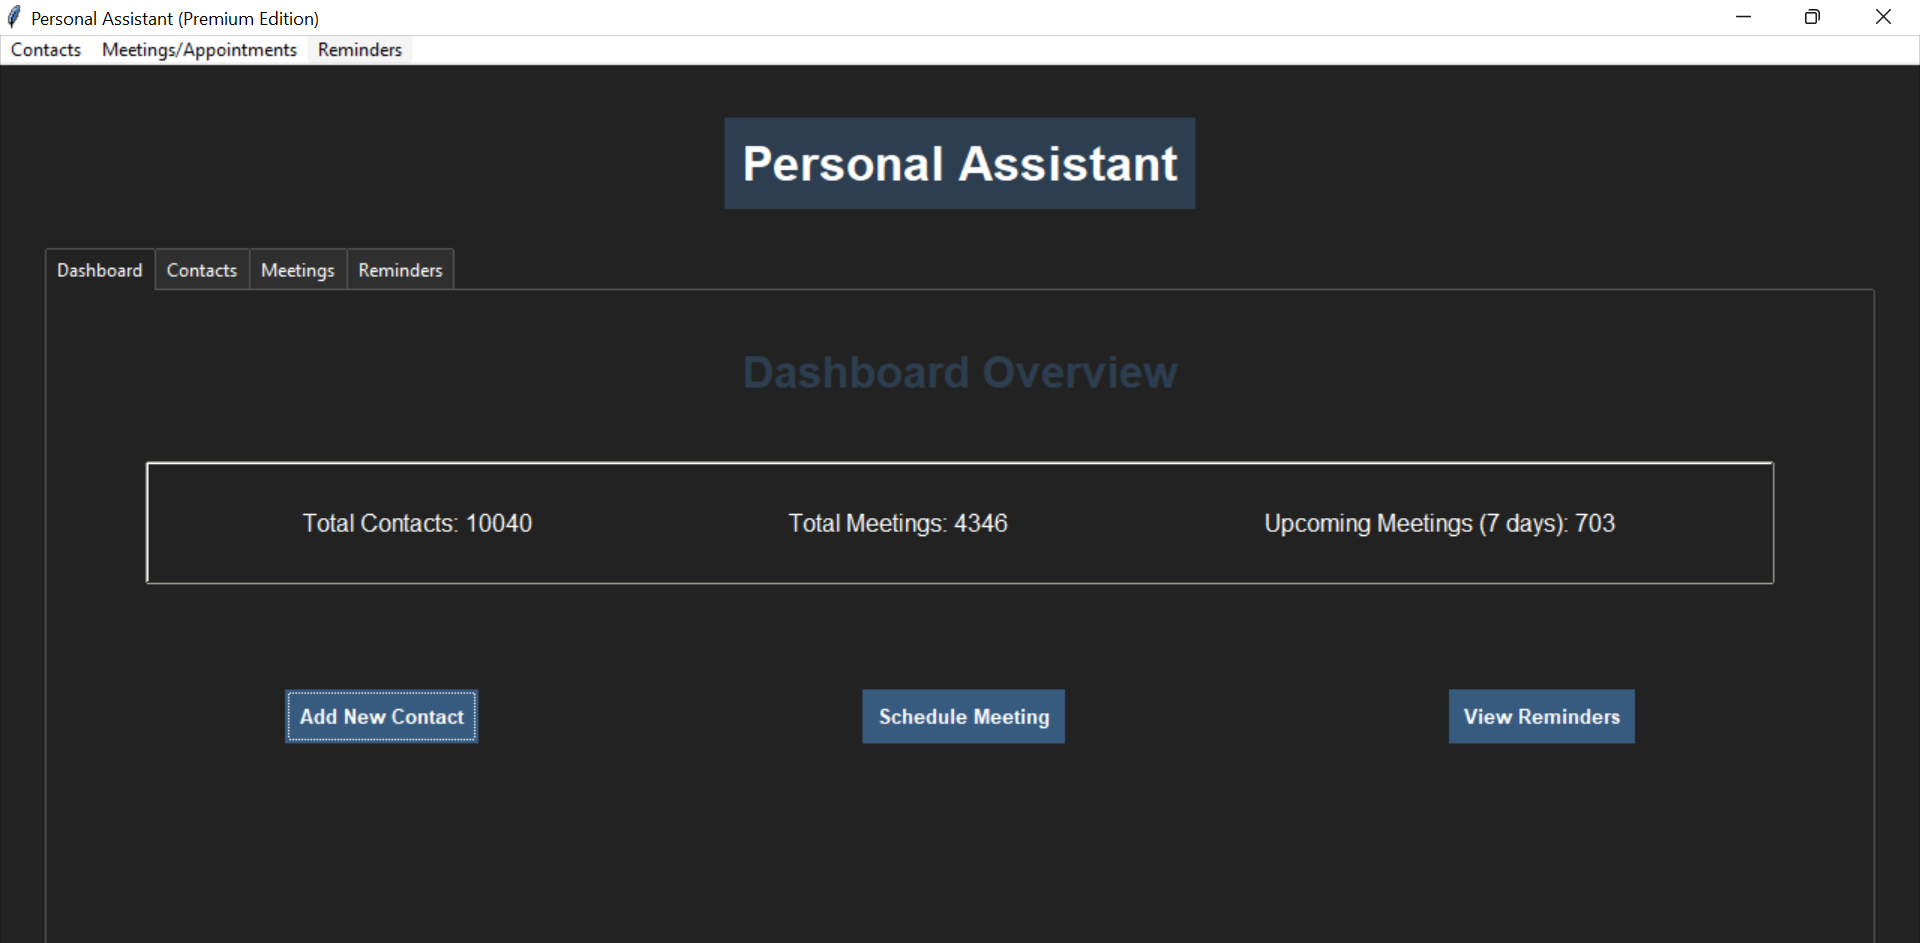 Personal Assistant (Premium Edition)
Contacts Meetings/Appointments Reminders
Personal Assistant
Dashboard Contacts Meetings Reminders
Dashboard Overview
Total Contacts: 10040 Total Meetings: 4346 Upcoming Meetings (7 days): 703
Add New Contact Schedule Meeting View Reminders